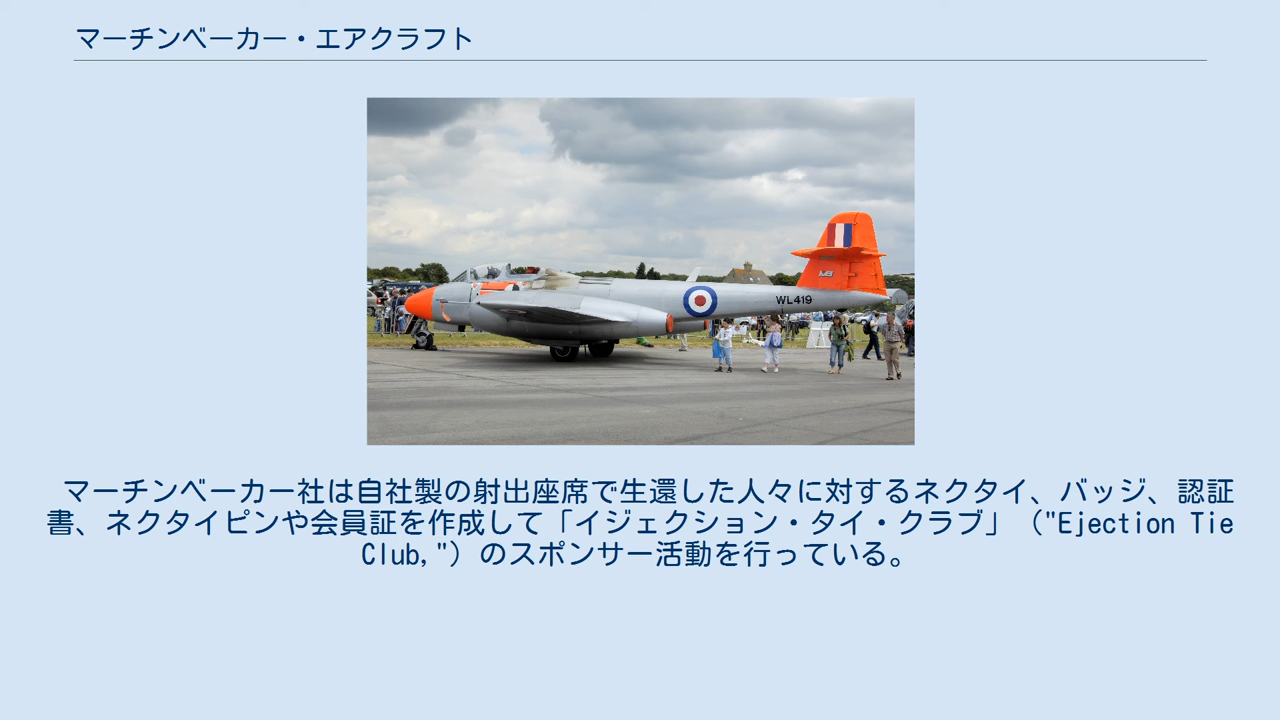 マーチンベーカー・エアクラフト
WL419
マーチンベーカー社は自社製の射出座席で生還した人々に対するネクタイ、バッジ、認証
書、ネクタイピンや会員証を作成して「イジェクション・タイ・クラブ」（"Ejection Tie
Club,"）のスポンサー活動を行っている。